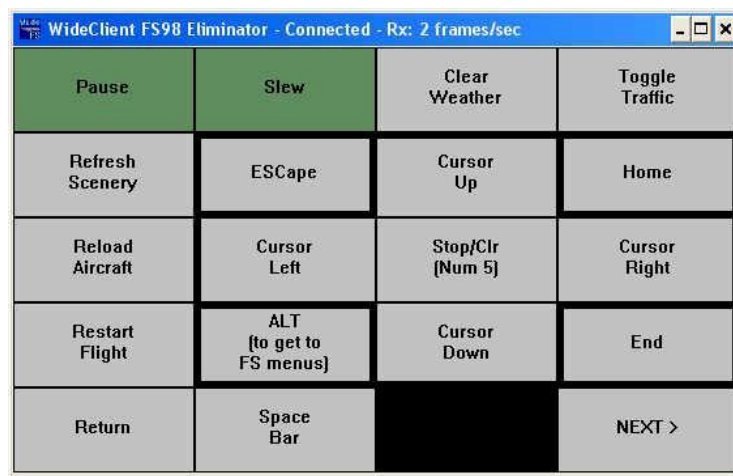 WIDE
FS
WideClient FS98 Eliminator - Connected - Rx: 2 frames/sec
Pause
Slew
Clear
Weather
Toggle
Traffic
Refresh
Scenery
ESCape
Cursor
Up
Home
Reload
Aircraft
Cursor
Left
Stop/Clr
(Num 5)
Cursor
Right
Restart
Flight
ALT
(to get to
FS menus)
Cursor
Down
End
Return
Space
Bar
NEXT >